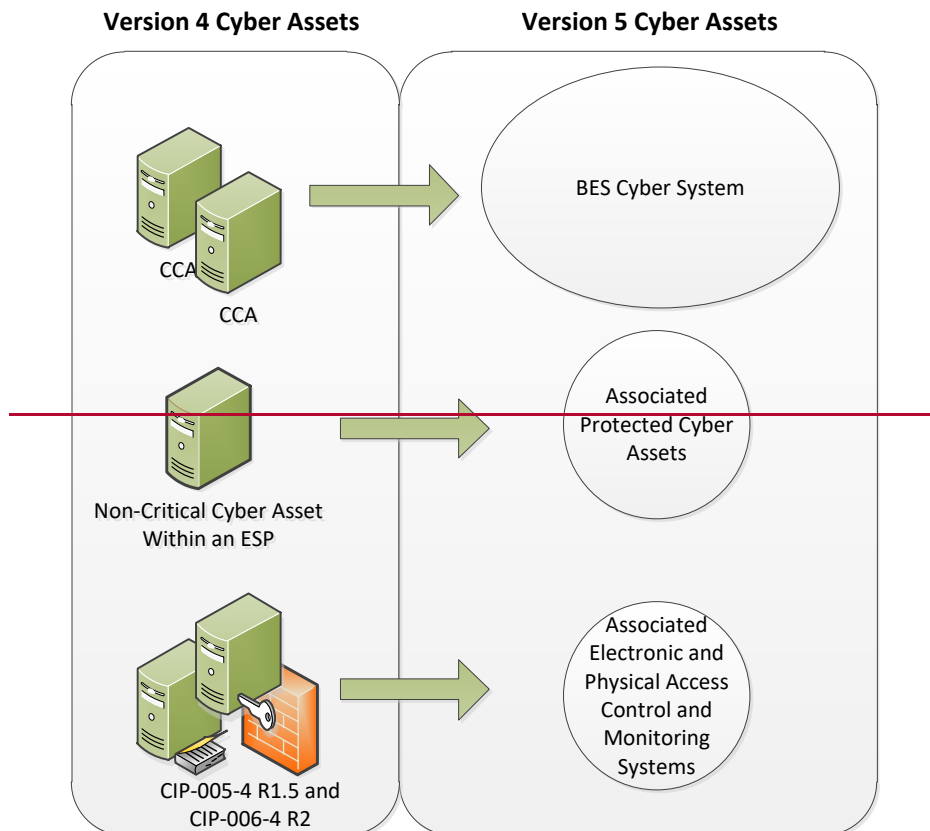 Version 4 Cyber Assets
Version 5 Cyber Assets
CCA
CCA
BES Cyber System
Non-Critical Cyber Asset
Within an ESP
Associated
Protected Cyber
Assets
CIP-005-4 R1.5 and
CIP-006-4 R2
Associated
Electronic and
Physical Access
Control and
Monitoring
Systems